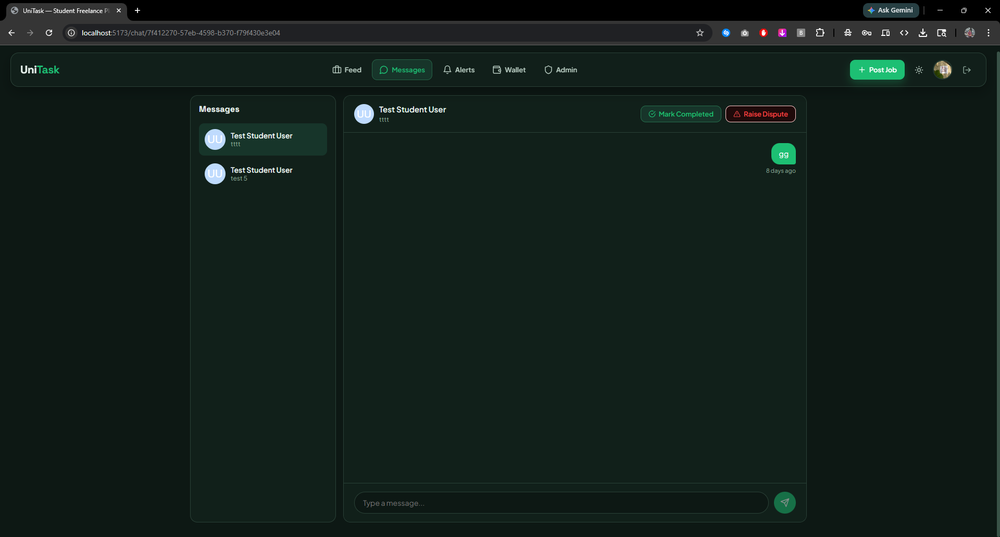 UniTask — Student Freelance Pl
Ask Gemini
localhost:5173/chat/7f412270-57eb-4598-b370-f79f430e3e04
B
UniTask
Feed
Messages
Alerts
Wallet
Admin
+ Post Job
Messages
UU
Test Student User
tttt
UU
Test Student User
test 5
UU
Test Student User
tttt
Mark Completed
Raise Dispute
gg
8 days ago
Type a message...